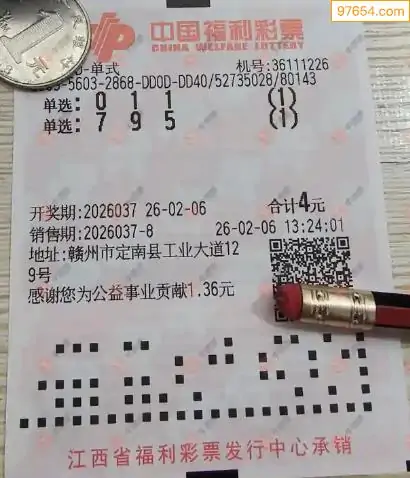 97654.com
中国福利彩票
CHINA WELFARE LOTTERY
D-单式 机号:36111226
-5603-2868-DD0D-DD40/52735028/80143
单选: 0 1 1 (1)
单选: 7 9 5 (1)
开奖期:2026037 26-02-06 合计4元
销售期:2026037-8 26-02-06 13:24:01
地址:赣州市定南县工业大道12
9号
感谢您为公益事业贡献1.36元
江西省福利彩票发行中心承销